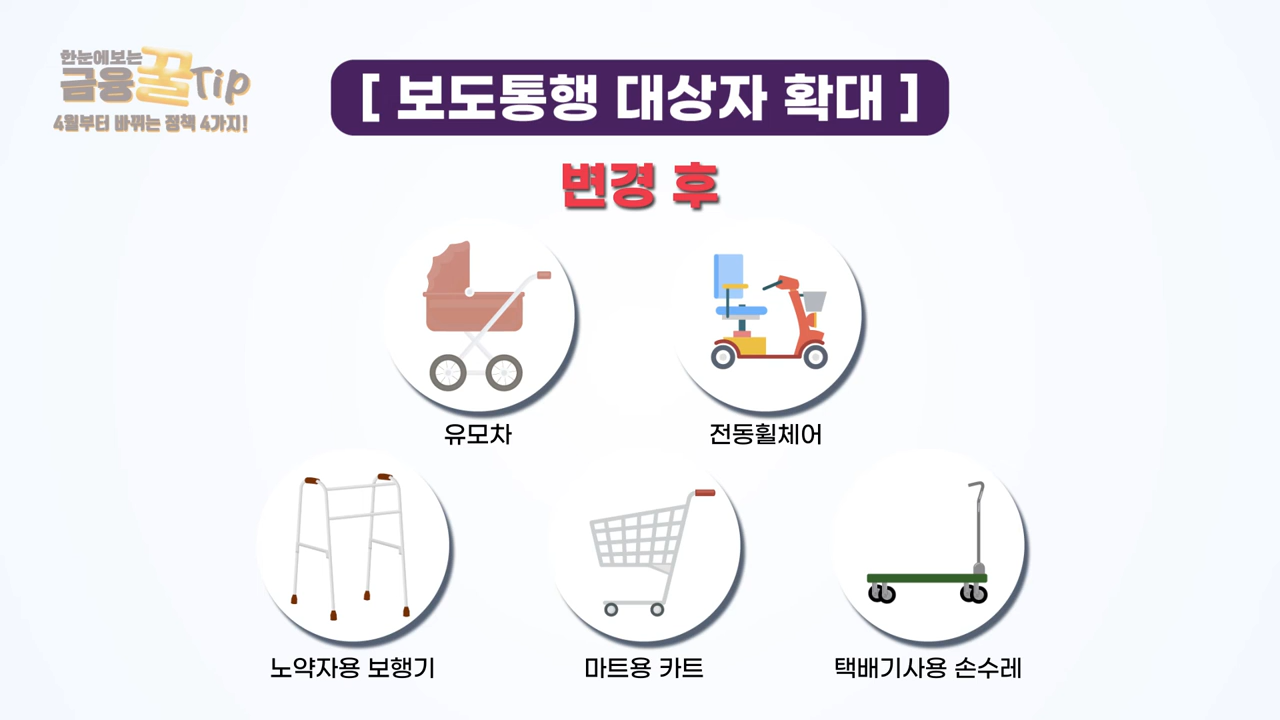 한눈에보는
금융꿀Tip
4월부터 바뀌는 정책 4가지!
[ 보도통행 대상자 확대 ]
변경 후
유모차
전동휠체어
노약자용 보행기
마트용 카트
택배기사용 손수레